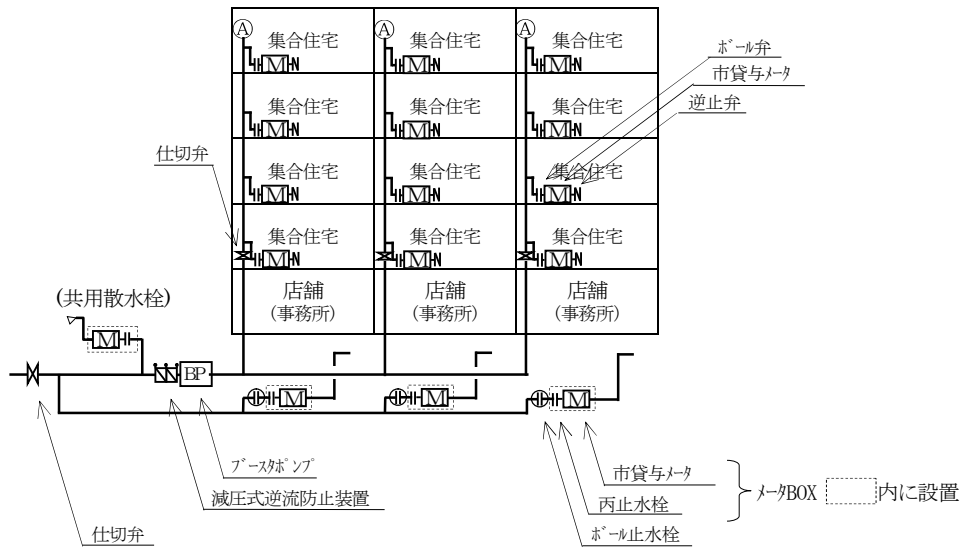 Ⓐ Ⓐ Ⓐ
集合住宅 集合住宅 集合住宅
M N M N M N
集合住宅 集合住宅 集合住宅
M N M N M N
集合住宅 集合住宅 集合住宅
M N M N M N
集合住宅 集合住宅 集合住宅
M N M N M N
店舗 店舗 店舗
(事務所) (事務所) (事務所)
ﾎﾞｰﾙ弁
市貸与ﾒｰﾀ
逆止弁
仕切弁
(共用散水栓)
M
BP
M M M
ﾌﾞｰｽﾀﾎﾟﾝﾌﾟ
減圧式逆流防止装置
仕切弁
市貸与ﾒｰﾀ
丙止水栓
ﾎﾞｰﾙ止水栓
ﾒｰﾀBOX 内に設置